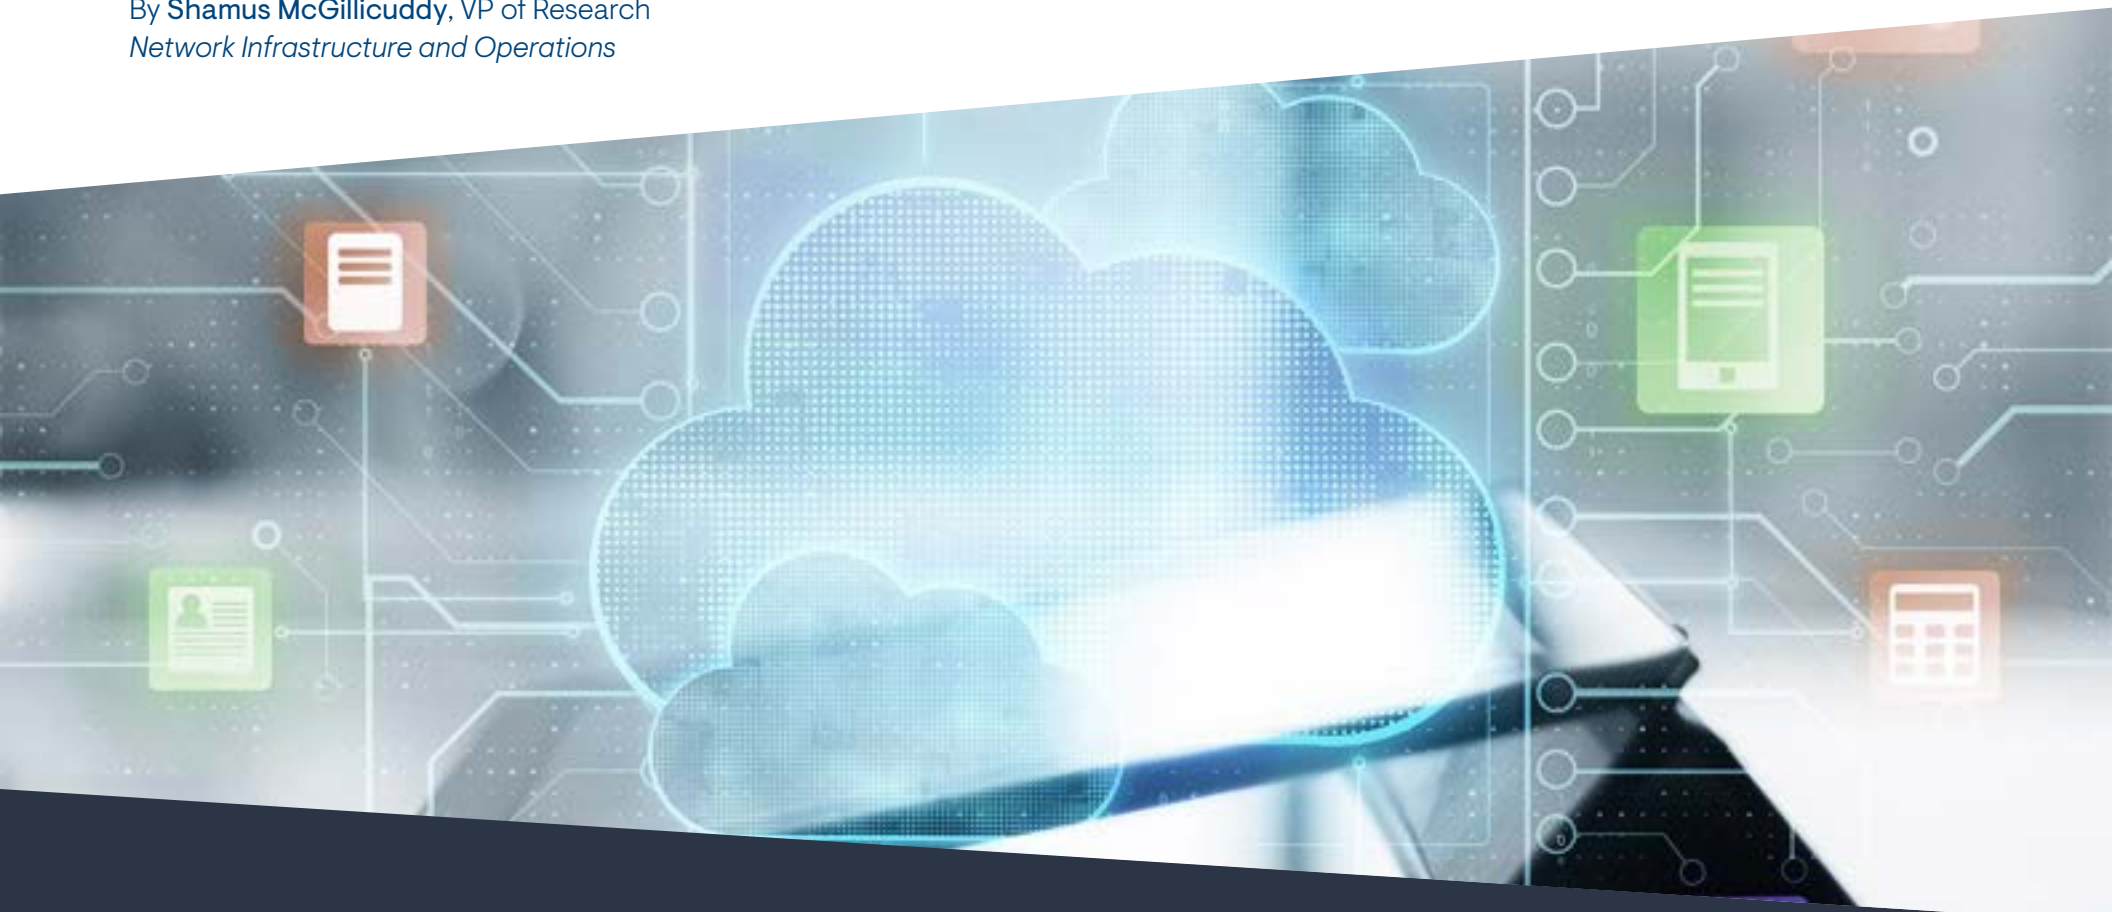 By Shamus McGillicuddy, VP of Research
Network Infrastructure and Operations